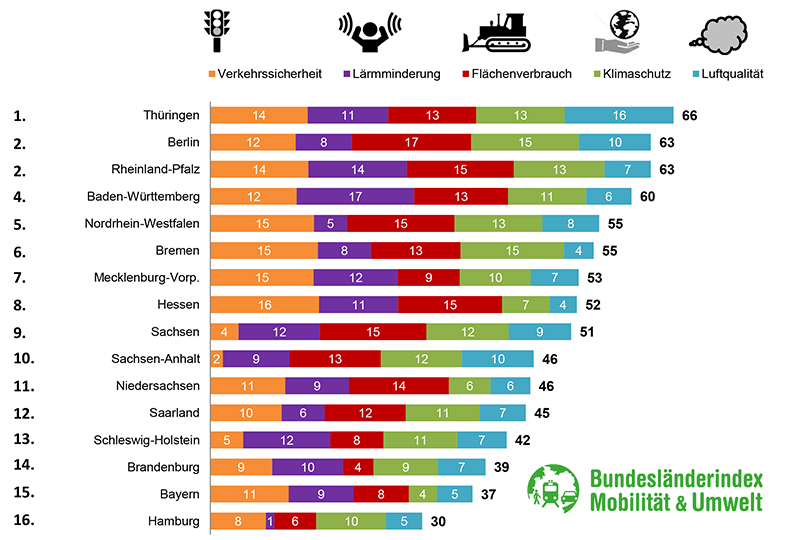 Verkehrssicherheit Lärmminderung Flächenverbrauch Klimaschutz Luftqualität
1. Thüringen 14 11 13 13 16 66
2. Berlin 12 8 17 15 10 63
2. Rheinland-Pfalz 14 14 15 13 7 63
4. Baden-Württemberg 12 17 13 11 6 60
5. Nordrhein-Westfalen 15 5 15 13 8 55
6. Bremen 15 8 13 15 4 55
7. Mecklenburg-Vorp. 15 12 9 10 7 53
8. Hessen 16 11 15 7 4 52
9. Sachsen 4 12 15 12 9 51
10. Sachsen-Anhalt 2 9 13 12 10 46
11. Niedersachsen 11 9 14 6 6 46
12. Saarland 10 6 12 11 7 45
13. Schleswig-Holstein 5 12 8 11 7 42
14. Brandenburg 9 10 4 9 7 39
15. Bayern 11 9 8 4 5 37
16. Hamburg 8 1 6 10 5 30
Bundesländerindex
Mobilität & Umwelt